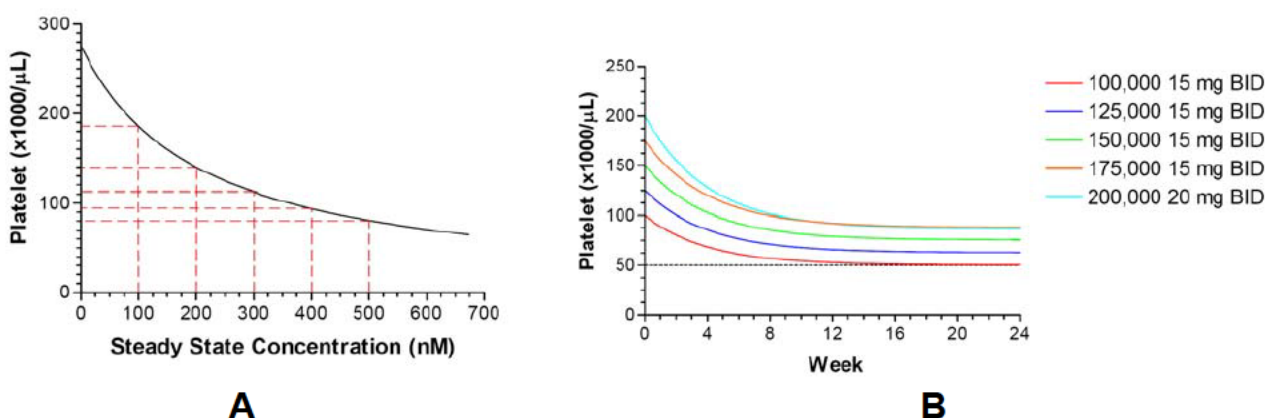 300
200
100
0
Platelet (x1000/μL)
0 100 200 300 400 500 600 700
Steady State Concentration (nM)
A
250
200
150
100
50
0
Platelet (x1000/μL)
0 4 8 12 16 20 24
Week
100,000 15 mg BID
125,000 15 mg BID
150,000 15 mg BID
175,000 15 mg BID
200,000 20 mg BID
B